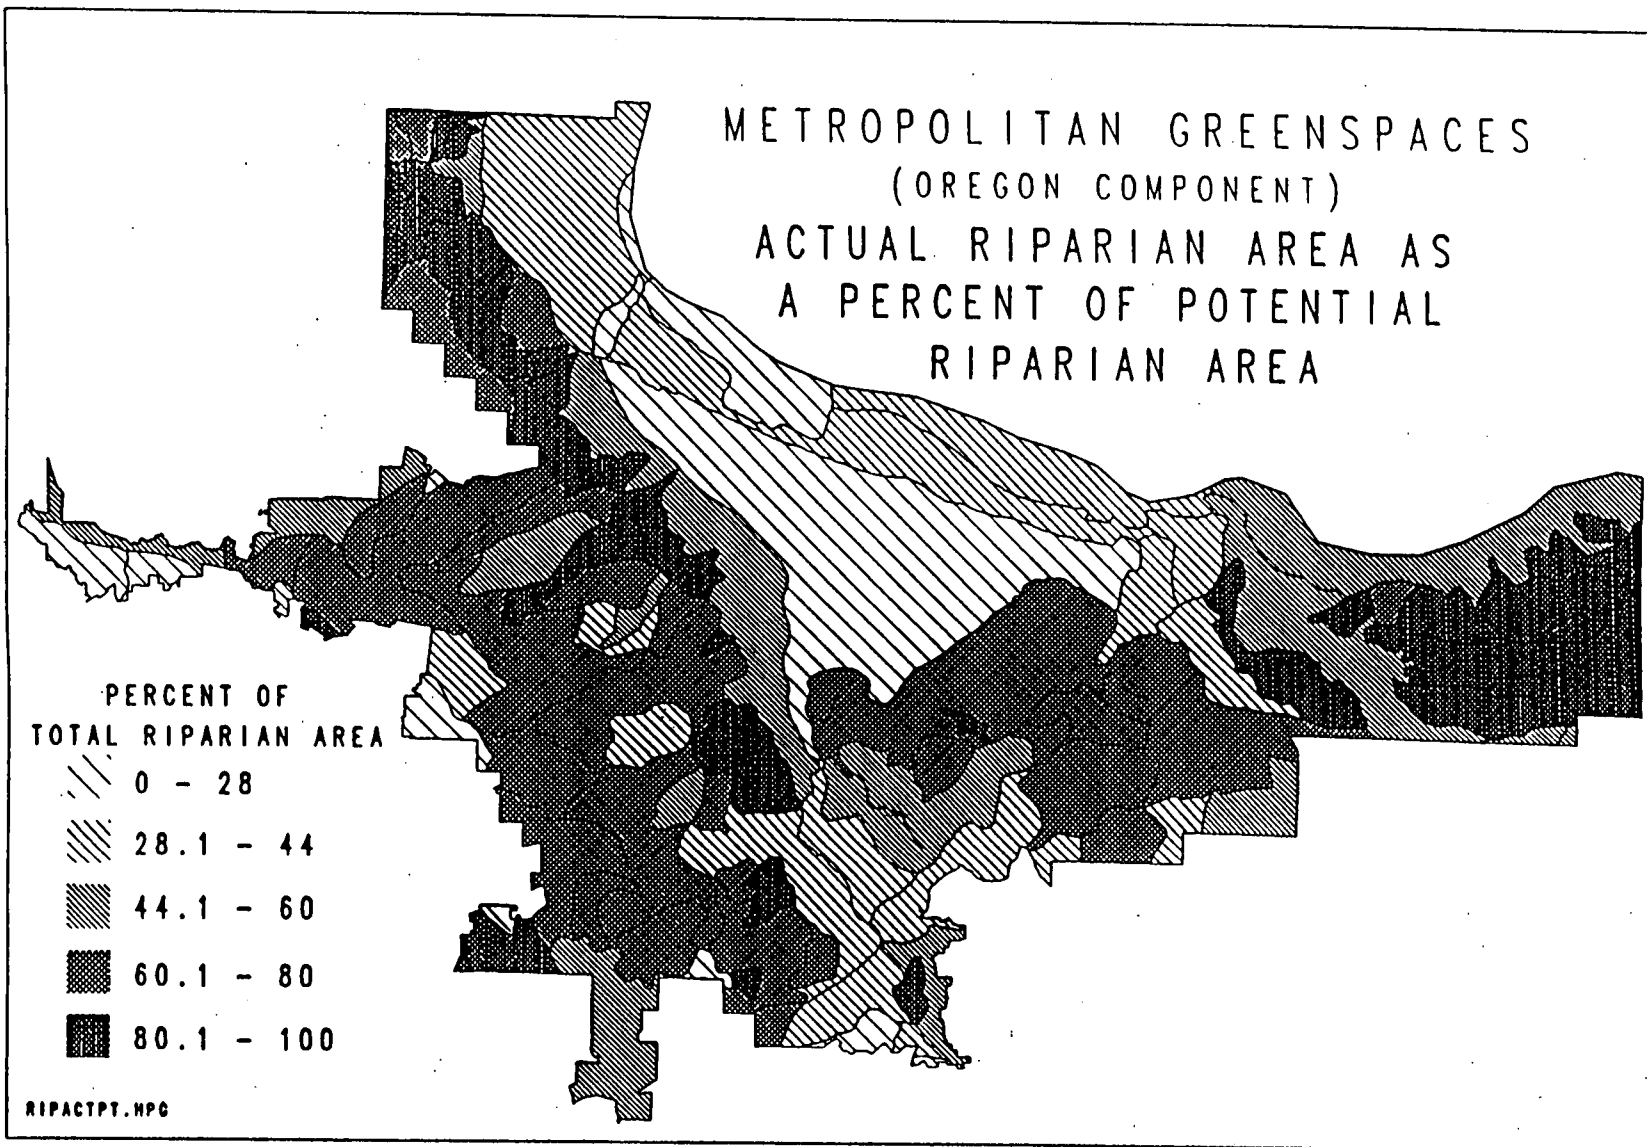 METROPOLITAN GREENSPACES
(OREGON COMPONENT)
ACTUAL RIPARIAN AREA AS
A PERCENT OF POTENTIAL
RIPARIAN AREA
PERCENT OF
TOTAL RIPARIAN AREA
0 - 28
28.1 - 44
44.1 - 60
60.1 - 80
80.1 - 100
RIPACTPT.HPG